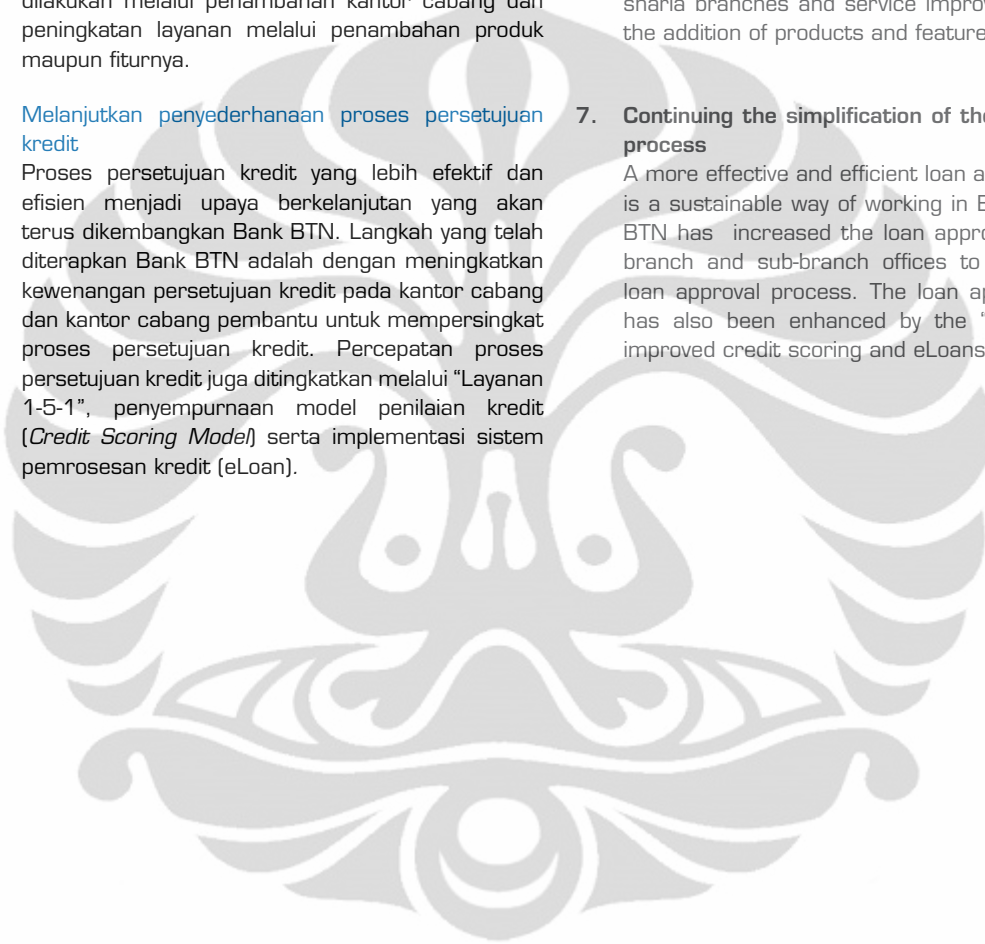 dilakukan melalui penambahan kantor cabang dan
peningkatan layanan melalui penambahan produk
maupun fiturnya.
Melanjutkan penyederhanaan proses persetujuan
kredit
Proses persetujuan kredit yang lebih efektif dan
efisien menjadi upaya berkelanjutan yang akan
terus dikembangkan Bank BTN. Langkah yang telah
diterapkan Bank BTN adalah dengan meningkatkan
kewenangan persetujuan kredit pada kantor cabang
dan kantor cabang pembantu untuk mempersingkat
proses persetujuan kredit. Percepatan proses
persetujuan kredit juga ditingkatkan melalui “Layanan
1-5-1”, penyempurnaan model penilaian kredit
(Credit Scoring Model) serta implementasi sistem
pemrosesan kredit (eLoan).
sharia branches and service
the addition of products and
7. Continuing the simplification of
process
A more effective and efficient loan
is a sustainable way of working in
BTN has increased the loan
branch and sub-branch offices to
loan approval process. The loan
has also been enhanced by the “
improved credit scoring and eLoans